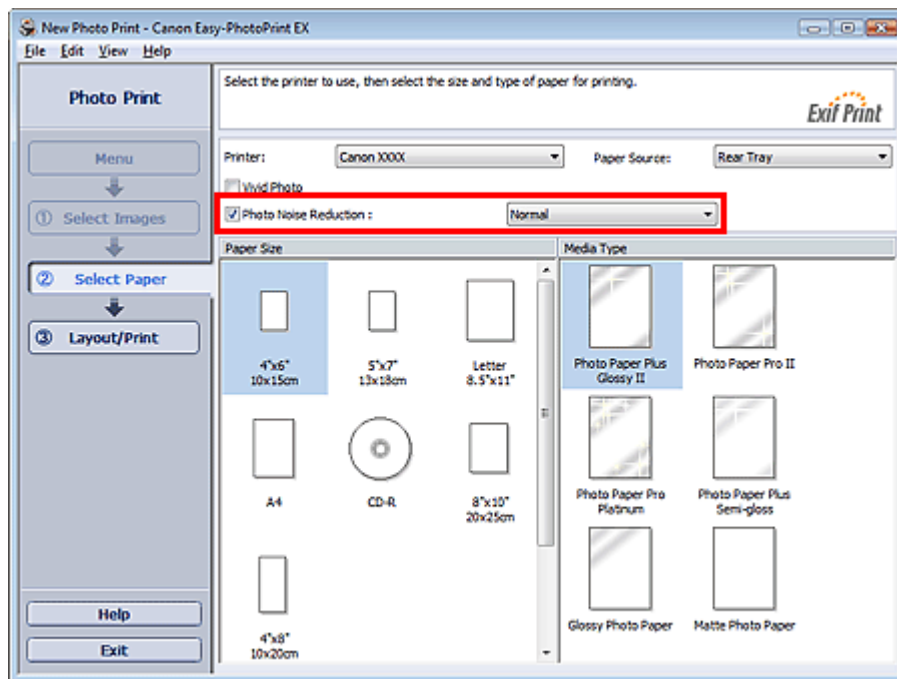 New Photo Print - Canon Easy-PhotoPrint EX
File Edit View Help
Photo Print
Select the printer to use, then select the size and type of paper for printing.
Exif Print
Menu
① Select Images
② Select Paper
③ Layout/Print
Help
Exit
Printer: Canon XXXX Paper Source: Rear Tray
Vivid Photo
Photo Noise Reduction : Normal
Paper Size
4"x6"
10x15cm
5"x7"
13x18cm
Letter
8.5"x11"
A4
CD-R
8"x10"
20x25cm
4"x8"
10x20cm
Media Type
Photo Paper Plus
Glossy II
Photo Paper Pro II
Photo Paper Pro
Platinum
Photo Paper Plus
Semi-gloss
Glossy Photo Paper
Matte Photo Paper